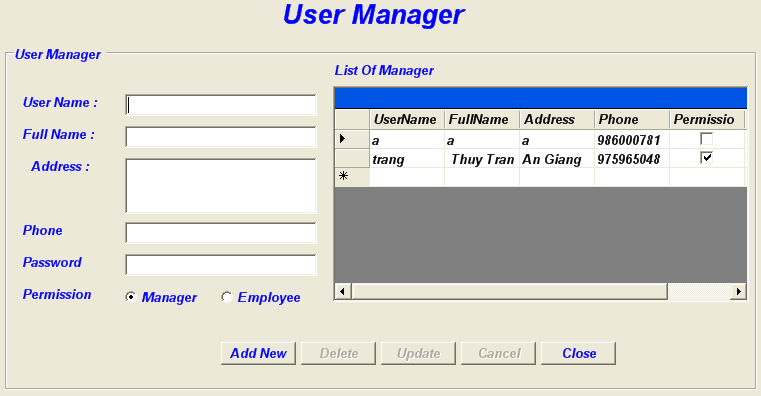 User Manager
User Manager
List Of Manager
User Name :
Full Name :
Address :
Phone
Password
Permission
Manager Employee
UserName FullName Address Phone Permissio
a a a 986000781
trang Thuy Tran An Giang 975965048
Add New Delete Update Cancel Close